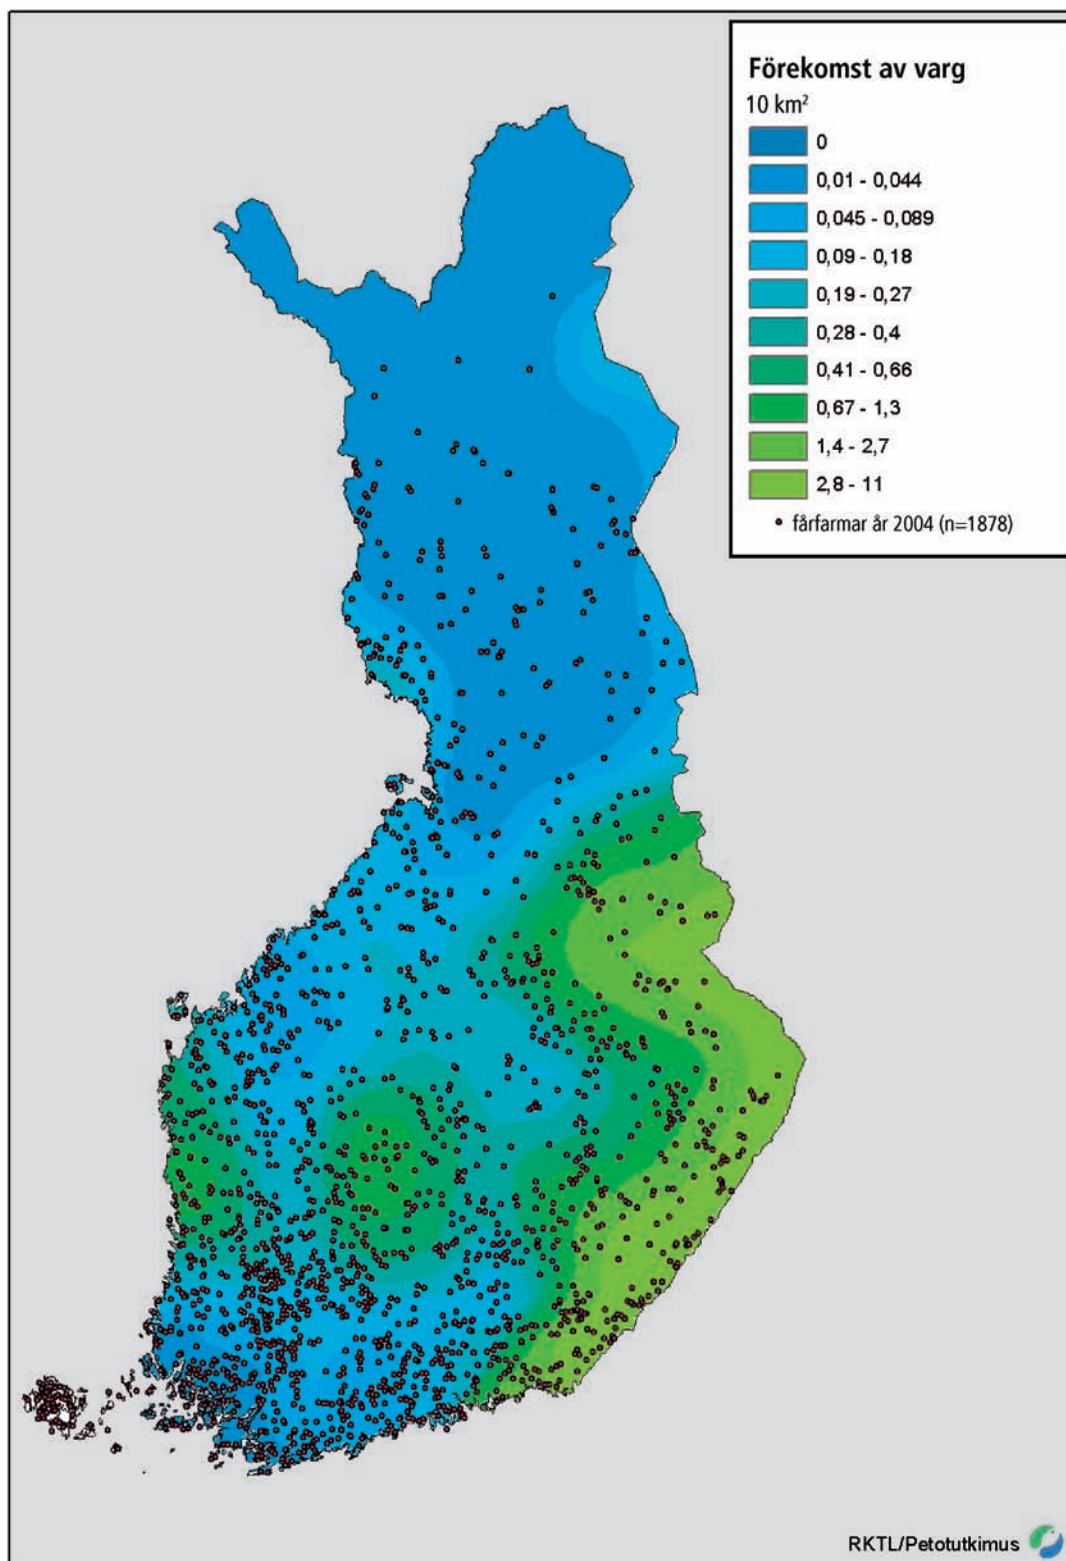 Förekomst av varg
10 km²
0
0,01 - 0,044
0,045 - 0,089
0,09 - 0,18
0,19 - 0,27
0,28 - 0,4
0,41 - 0,66
0,67 - 1,3
1,4 - 2,7
2,8 - 11
fårfarmar år 2004 (n=1878)
RKTL/Petotutkimus